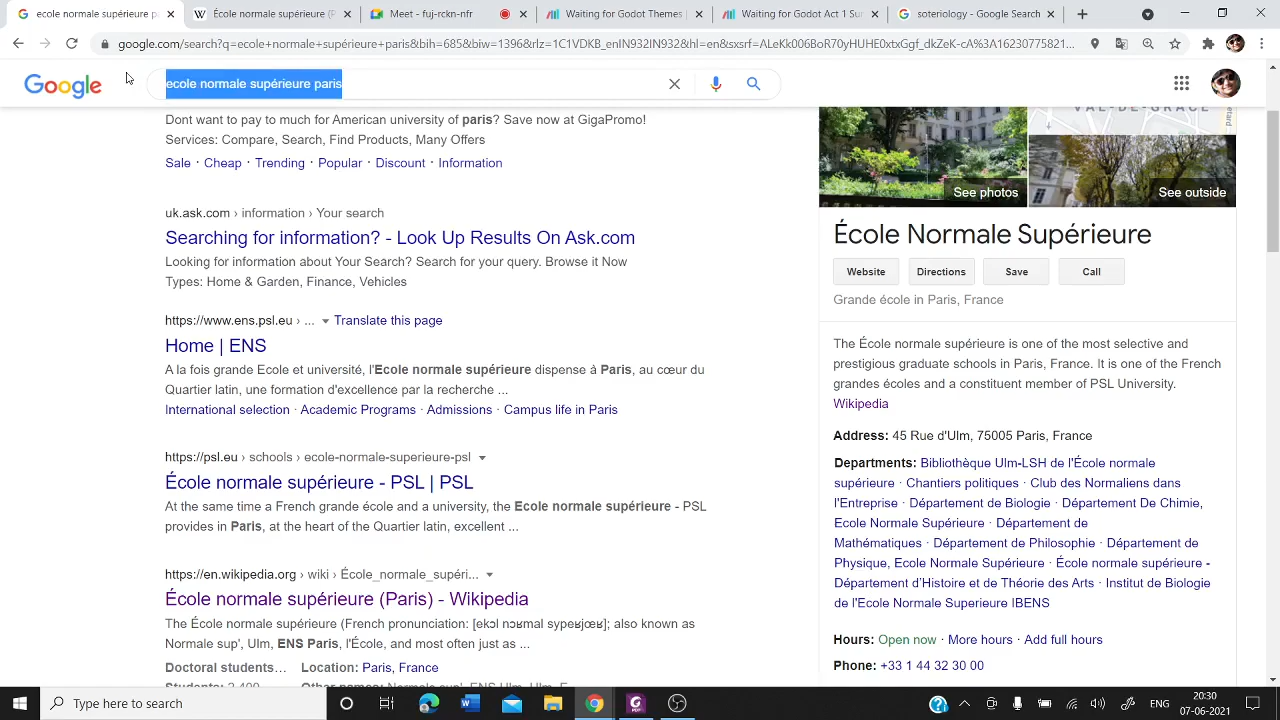 école normale supérieure p
École normale supérieure (P
Meet - fuj-rckn-nfr
Waiting for Godot Themes
Waiting for Godot Act 1 Sur
setting for godot - Google S
google.com/search?q=ecole+normale+supérieure+paris&bih=685&biw=1396&hl=en&rlz=1C1VDKB_enIN932IN932&hl=en&sxsrf=ALeKk006BoR70yHUHE0xtxGgf_dkZeK-cA%3A16230775821...
Google
ecole normale supérieure paris
Dont want to pay to much for American university of paris? Save now at GigaPromo!
Services: Compare, Search, Find Products, Many Offers
Sale · Cheap · Trending · Popular · Discount · Information
uk.ask.com › information › Your search
Searching for information? - Look Up Results On Ask.com
Looking for information about Your Search? Search for your query. Browse it Now
Types: Home & Garden, Finance, Vehicles
https://www.ens.psl.eu › ... Translate this page
Home | ENS
A la fois grande Ecole et université, l'Ecole normale supérieure dispense à Paris, au cœur du
Quartier latin, une formation d'excellence par la recherche ...
International selection · Academic Programs · Admissions · Campus life in Paris
https://psl.eu › schools › ecole-normale-superieure-psl
École normale supérieure - PSL | PSL
At the same time a French grande école and a university, the Ecole normale supérieure - PSL
provides in Paris, at the heart of the Quartier latin, excellent ...
https://en.wikipedia.org › wiki › École_normale_supéri...
École normale supérieure (Paris) - Wikipedia
The École normale supérieure (French pronunciation: [ekɔl nɔʁmal sypeʁjœʁ]; also known as
Normale sup', Ulm, ENS Paris, l'École, and most often just as ...
Doctoral students... Location: Paris, France
Students: 2,400 Other names: Normale sup', ENS Ulm, Ulm, E...
VAL-DE-GRÂCE
See photos
See outside
École Normale Supérieure
Website
Directions
Save
Call
Grande école in Paris, France
The École normale supérieure is one of the most selective and
prestigious graduate schools in Paris, France. It is one of the French
grandes écoles and a constituent member of PSL University.
Wikipedia
Address: 45 Rue d'Ulm, 75005 Paris, France
Departments: Bibliothèque Ulm-LSH de l'École normale
supérieure · Chantiers politiques · Club des Normaliens dans
l'Entreprise · Département de Biologie · Département De Chimie,
Ecole Normale Supérieure · Département de
Mathématiques · Département de Philosophie · Département de
Physique, Ecole Normale Supérieure · École normale supérieure -
Département d'Histoire et de Théorie des Arts · Institut de Biologie
de l'Ecole Normale Superieure IBENS
Hours: Open now · More hours · Add full hours
Phone: +33 1 44 32 30 00
Type here to search
ENG
20:30
07-06-2021